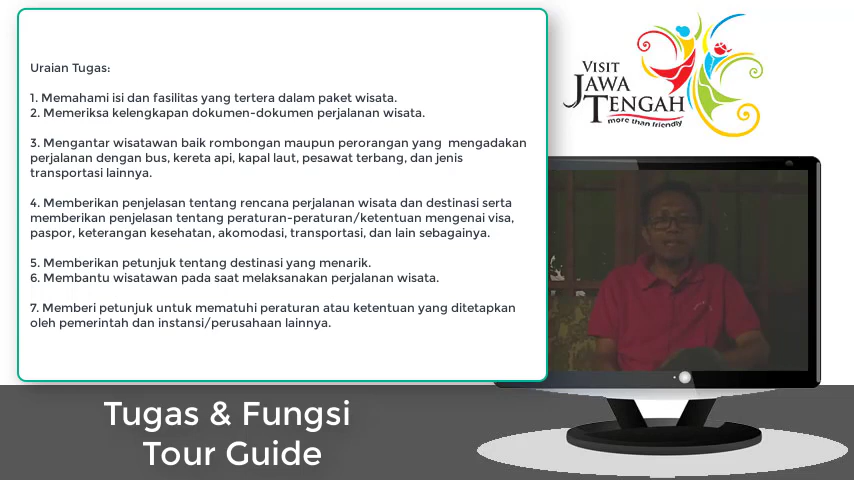 Uraian Tugas:
1. Memahami isi dan fasilitas yang tertera dalam paket wisata.
2. Memeriksa kelengkapan dokumen-dokumen perjalanan wisata.
3. Mengantar wisatawan baik rombongan maupun perorangan yang  mengadakan
perjalanan dengan bus, kereta api, kapal laut, pesawat terbang, dan jenis
transportasi lainnya.
4. Memberikan penjelasan tentang rencana perjalanan wisata dan destinasi serta
memberikan penjelasan tentang peraturan-peraturan/ketentuan mengenai visa,
paspor, keterangan kesehatan, akomodasi, transportasi, dan lain sebagainya.
5. Memberikan petunjuk tentang destinasi yang menarik.
6. Membantu wisatawan pada saat melaksanakan perjalanan wisata.
7. Memberi petunjuk untuk mematuhi peraturan atau ketentuan yang ditetapkan
oleh pemerintah dan instansi/perusahaan lainnya.
VISIT
JAWA
TENGAH
more than friendly
Tugas & Fungsi
Tour Guide